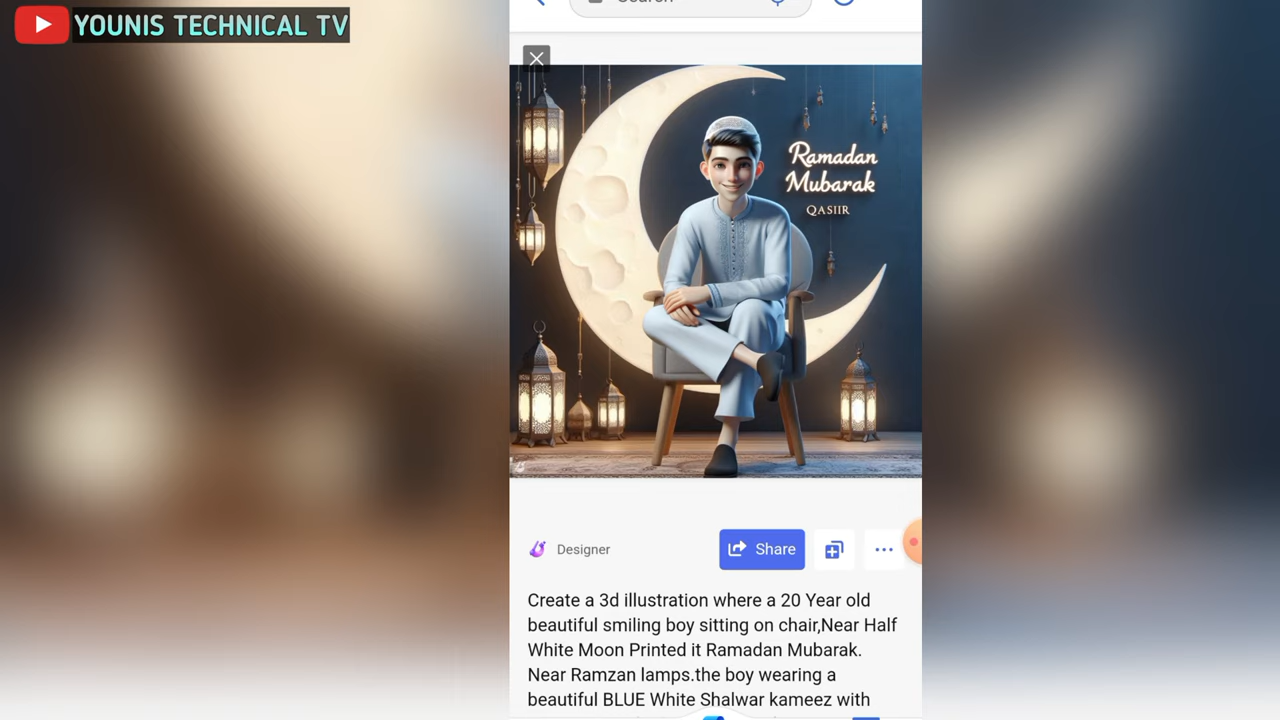 YOUNIS TECHNICAL TV
Search
Ramadan
Mubarak
QASIIR
Designer
Share
Create a 3d illustration where a 20 Year old
beautiful smiling boy sitting on chair,Near Half
White Moon Printed it Ramadan Mubarak.
Near Ramzan lamps.the boy wearing a
beautiful BLUE White Shalwar kameez with